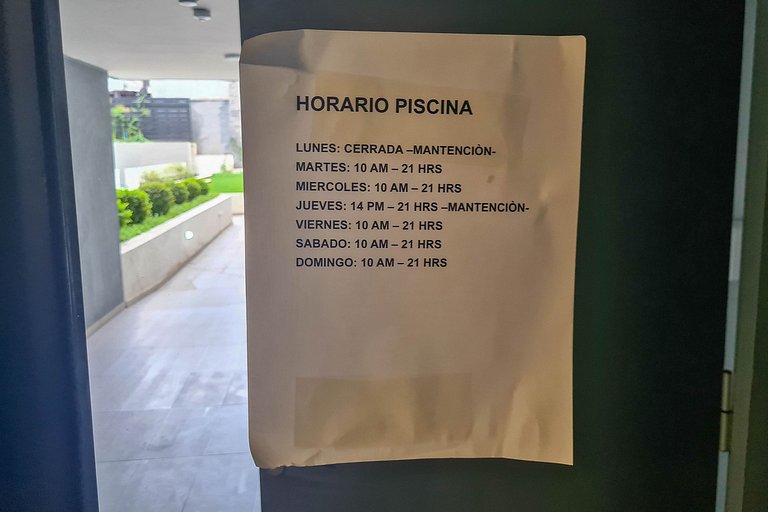 HORARIO PISCINA
LUNES: CERRADA –MANTENCIÒN-
MARTES: 10 AM – 21 HRS
MIERCOLES: 10 AM – 21 HRS
JUEVES: 14 PM – 21 HRS –MANTENCIÒN-
VIERNES: 10 AM – 21 HRS
SABADO: 10 AM – 21 HRS
DOMINGO: 10 AM – 21 HRS